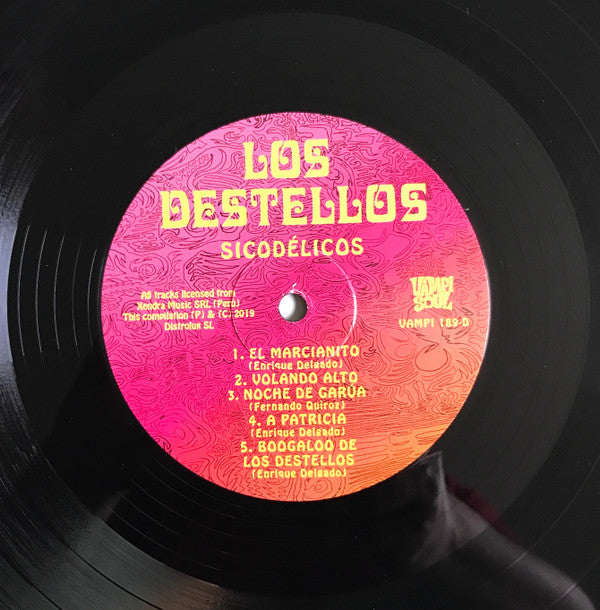 LOS
DESTELLOS
SICODÉLICOS
All tracks licensed from
Xendra Music SRL (Perú)
This compilation (P) & (C) 2019
Distrolux SL
VAMPI
SOUL
VAMPI 189-D
1. EL MARCIANITO
(Enrique Delgado)
2. VOLANDO ALTO
3. NOCHE DE GARÚA
(Fernando Quiroz)
4. A PATRICIA
(Enrique Delgado)
5. BOOGALOO DE
LOS DESTELLOS
(Enrique Delgado)